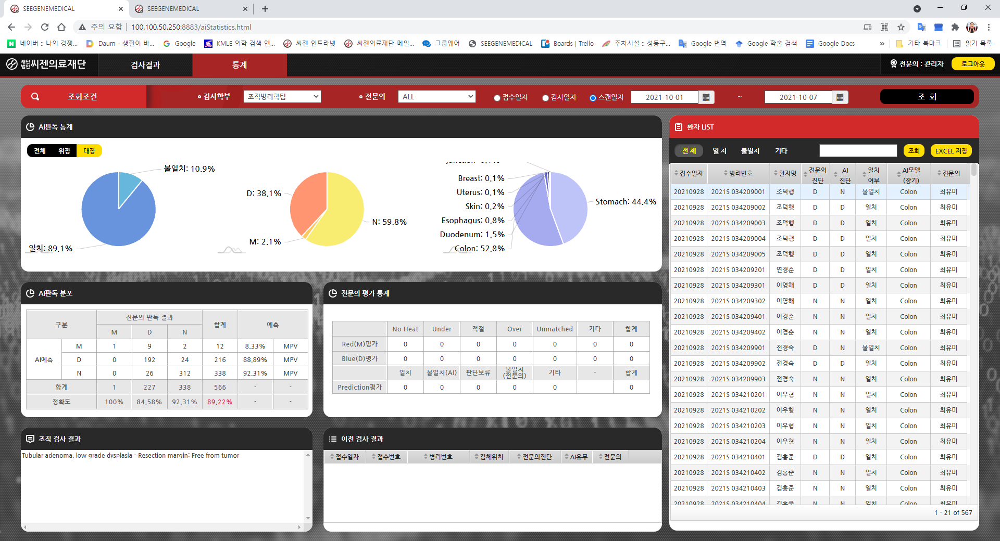 SEEGENEMEDICAL
SEEGENEMEDICAL
주의 요함
100.100.50.250:8883/aiStatistics.html
네이버 :: 나의 경쟁...
Daum - 생활이 바...
Google
KMLE 의학 검색 엔...
씨젠 인트라넷
씨젠의료재단-메일...
그룹웨어
SEEGENEMEDICAL
Boards | Trello
주차시설 :: 성동구...
Google 번역
Google 학술 검색
Google Docs
»
기타 북마크
읽기 목록
재단법인 씨젠의료재단
검사결과
통계
전문의 : 관리자
로그아웃
조회조건
검사학부
조직병리학팀
전문의
ALL
접수일자
검사일자
스캔일자
2021-10-01
~
2021-10-07
조 회
AI판독 통계
전체 위장 대장
불일치: 10.9%
일치: 89.1%
D: 38.1%
N: 59.8%
M: 2.1%
Breast: 0.1%
Uterus: 0.1%
Skin: 0.2%
Esophagus: 0.8%
Duodenum: 1.5%
Colon: 52.8%
Stomach: 44.4%
AI판독 분포
구분 전문의 판독 결과 합계 예측
M D N
AI예측
M 1 9 2 12 8.33% MPV
D 0 192 24 216 88.89% MPV
N 0 26 312 338 92.31% MPV
합계 1 227 338 566 - -
정확도 100% 84.58% 92.31% 89.22% - -
전문의 평가 통계
No Heat Under 적절 Over Unmatched 기타 합계
Red(M)평가 0 0 0 0 0 0 0
Blue(D)평가 0 0 0 0 0 0 0
일치 불일치(AI) 판단보류 불일치(전문의) 기타 - 합계
Prediction평가 0 0 0 0 0 0
조직 검사 결과
Tubular adenoma, low grade dysplasia - Resection margin: Free from tumor
이전 검사 결과
접수일자 접수번호 병리번호 검체위치 전문의진단 AI유무 전문의
환자 LIST
전 체 일 치 불일치 기타
조회
EXCEL 저장
접수일자 병리번호 환자명 전문의 진단 AI 진단 일치 여부 AI모델 (장기) 전문의
20210928 2021S 034209001 조덕행 D N 불일치 Colon 최유미
20210928 2021S 034209002 조덕행 D D 일치 Colon 최유미
20210928 2021S 034209003 조덕행 D D 일치 Colon 최유미
20210928 2021S 034209004 조덕행 D D 일치 Colon 최유미
20210928 2021S 034209005 조덕행 D D 일치 Colon 최유미
20210928 2021S 034209201 연경순 D D 일치 Colon 최유미
20210928 2021S 034209301 이영해 D D 일치 Colon 최유미
20210928 2021S 034209302 이영해 N N 일치 Colon 최유미
20210928 2021S 034209401 이경순 N N 일치 Colon 최유미
20210928 2021S 034209402 이경순 N N 일치 Colon 최유미
20210928 2021S 034209901 전경숙 D N 불일치 Colon 최유미
20210928 2021S 034209902 전경숙 D D 일치 Colon 최유미
20210928 2021S 034209903 전경숙 N N 일치 Colon 최유미
20210928 2021S 034210201 이우형 N N 일치 Colon 최유미
20210928 2021S 034210202 이우형 N N 일치 Colon 최유미
20210928 2021S 034210203 이우형 N N 일치 Colon 최유미
20210928 2021S 034210204 이우형 N N 일치 Colon 최유미
20210928 2021S 034210401 김홍준 D D 일치 Colon 최유미
20210928 2021S 034210402 김홍준 N N 일치 Colon 최유미
20210928 2021S 034210403 김홍준 N N 일치 Colon 최유미
20210928 2021S 034210404 김홍준 N N 일치 Colon 최유미
1 - 21 of 567